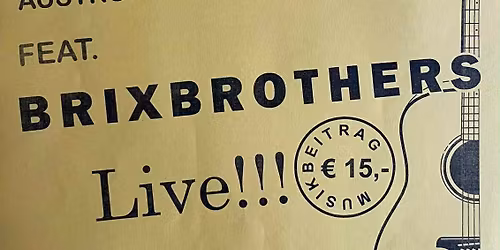 FEAT.
BRIXBROTHERS
Live!!!
MUSIKBEITRAG
€ 15,-